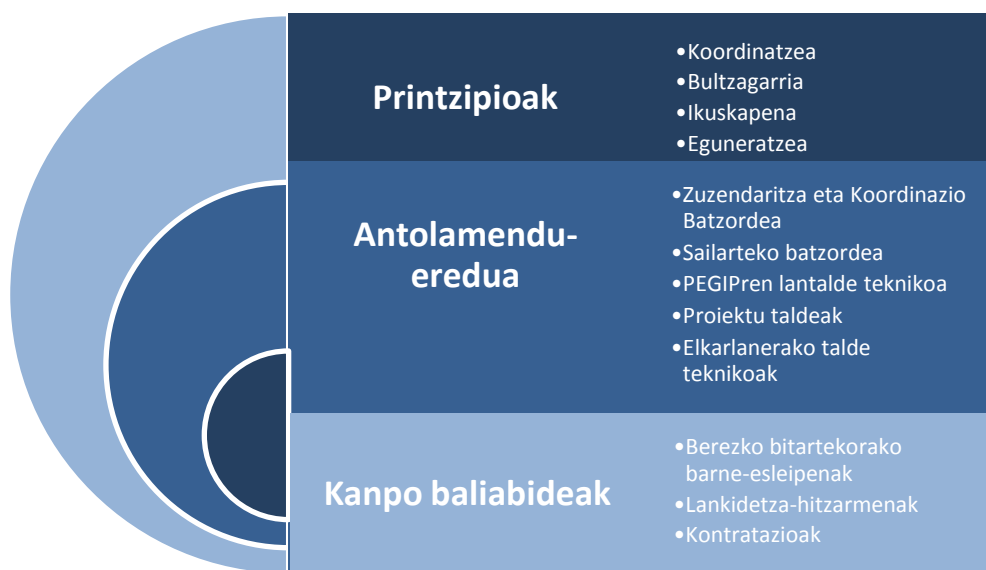 Printzipioak
•Koordinatzea
•Bultzagarria
•Ikuskapena
•Eguneratzea
Antolamendu-
eredua
•Zuzendaritza eta Koordinazio
Batzordea
•Sailarteko batzordea
•PEGIPren lantalde teknikoa
•Proiektu taldeak
•Elkarlanerako talde
teknikoak
Kanpo baliabideak
•Berezko bitartekorako
barne-esleipenak
•Lankidetza-hitzarmenak
•Kontratazioak